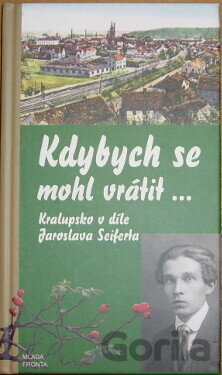 Kdybych se
mohl vrátit ...
Kralupsko v díle
Jaroslava Seiferta
MLADÁ
FRONTA
Gorila